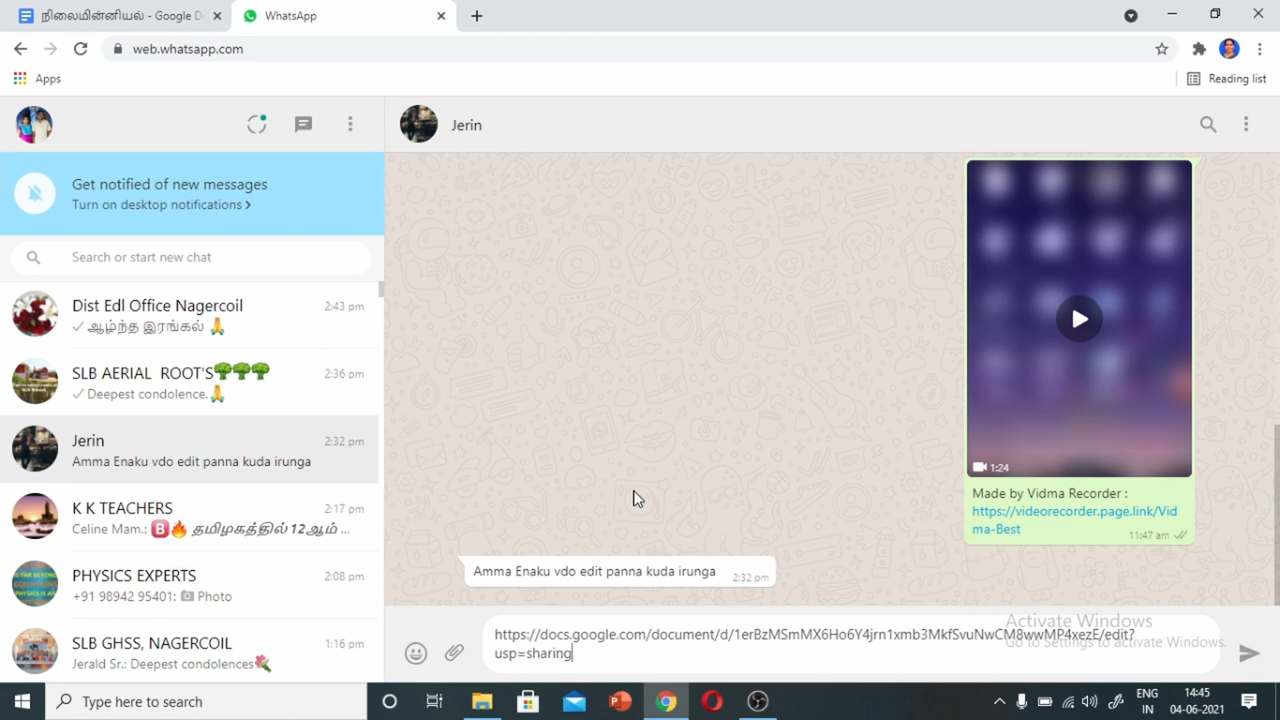 நிலைமின்னியல் - Google D
WhatsApp
web.whatsapp.com
Apps
Reading list
Jerin
Get notified of new messages
Turn on desktop notifications >
Search or start new chat
Dist Edl Office Nagercoil 2:43 pm
ஆழ்ந்த இரங்கல் 🙏
SLB AERIAL ROOT'S🌳🌳🌳 2:36 pm
Deepest condolence.🙏
Jerin 2:32 pm
Amma Enaku vdo edit panna kuda irunga
K K TEACHERS 2:17 pm
Celine Mam.: 🅱🔥 தமிழகத்தில் 12ஆம் ...
PHYSICS EXPERTS 2:08 pm
+91 98942 95401: 📷 Photo
SLB GHSS, NAGERCOIL 1:16 pm
Jerald Sr.: Deepest condolences💐
1:24
Made by Vidma Recorder :
https://videorecorder.page.link/Vid
ma-Best
11:47 am
Amma Enaku vdo edit panna kuda irunga 2:32 pm
https://docs.google.com/document/d/1erBzMSmMX6Ho6Y4jrn1xmb3MkfSvuNwCM8wwMP4xezE/edit?
usp=sharing
Activate Windows
Go to Settings to activate Windows.
Type here to search
ENG
IN
14:45
04-06-2021